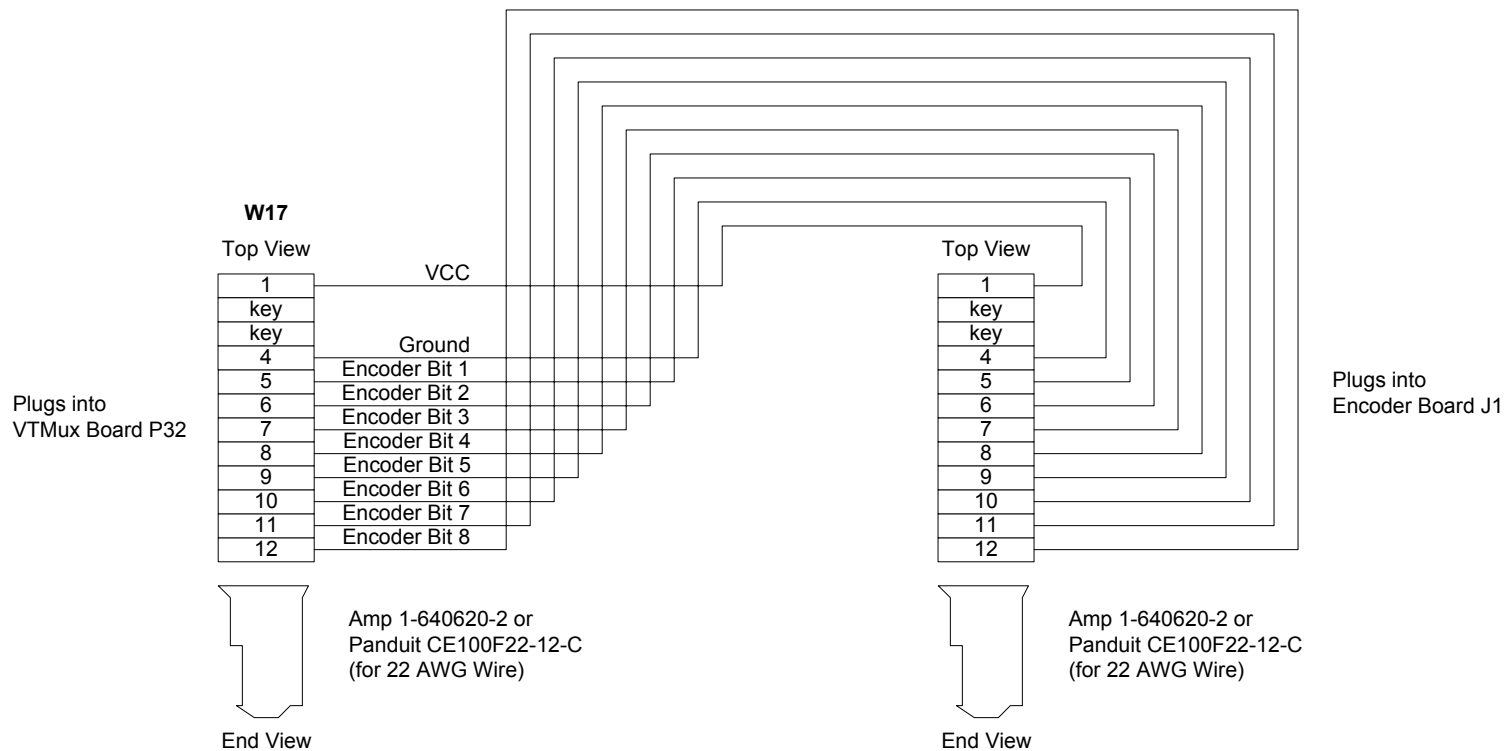 W17
Top View
Top View
1
VCC
1
key
key
key
key
4
Ground
4
5
Encoder Bit 1
5
6
Encoder Bit 2
6
7
Encoder Bit 3
7
8
Encoder Bit 4
8
9
Encoder Bit 5
9
10
Encoder Bit 6
10
11
Encoder Bit 7
11
12
Encoder Bit 8
12
Plugs into
VTMux Board P32
Plugs into
Encoder Board J1
Amp 1-640620-2 or
Panduit CE100F22-12-C
(for 22 AWG Wire)
Amp 1-640620-2 or
Panduit CE100F22-12-C
(for 22 AWG Wire)
End View
End View